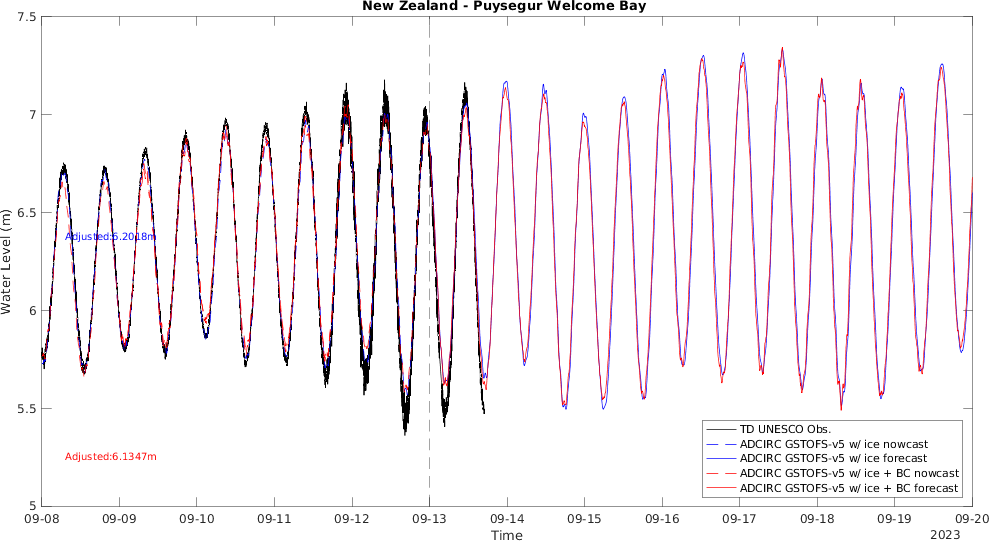 New Zealand - Puysegur Welcome Bay
7.5
7
6.5
6
5.5
5
Water Level (m)
Adjusted:6.2018m
Adjusted:6.1347m
TD UNESCO Obs.
ADCIRC GSTOFS-v5 w/ ice nowcast
ADCIRC GSTOFS-v5 w/ ice forecast
ADCIRC GSTOFS-v5 w/ ice + BC nowcast
ADCIRC GSTOFS-v5 w/ ice + BC forecast
09-08 09-09 09-10 09-11 09-12 09-13 09-14 09-15 09-16 09-17 09-18 09-19 09-20
Time
2023